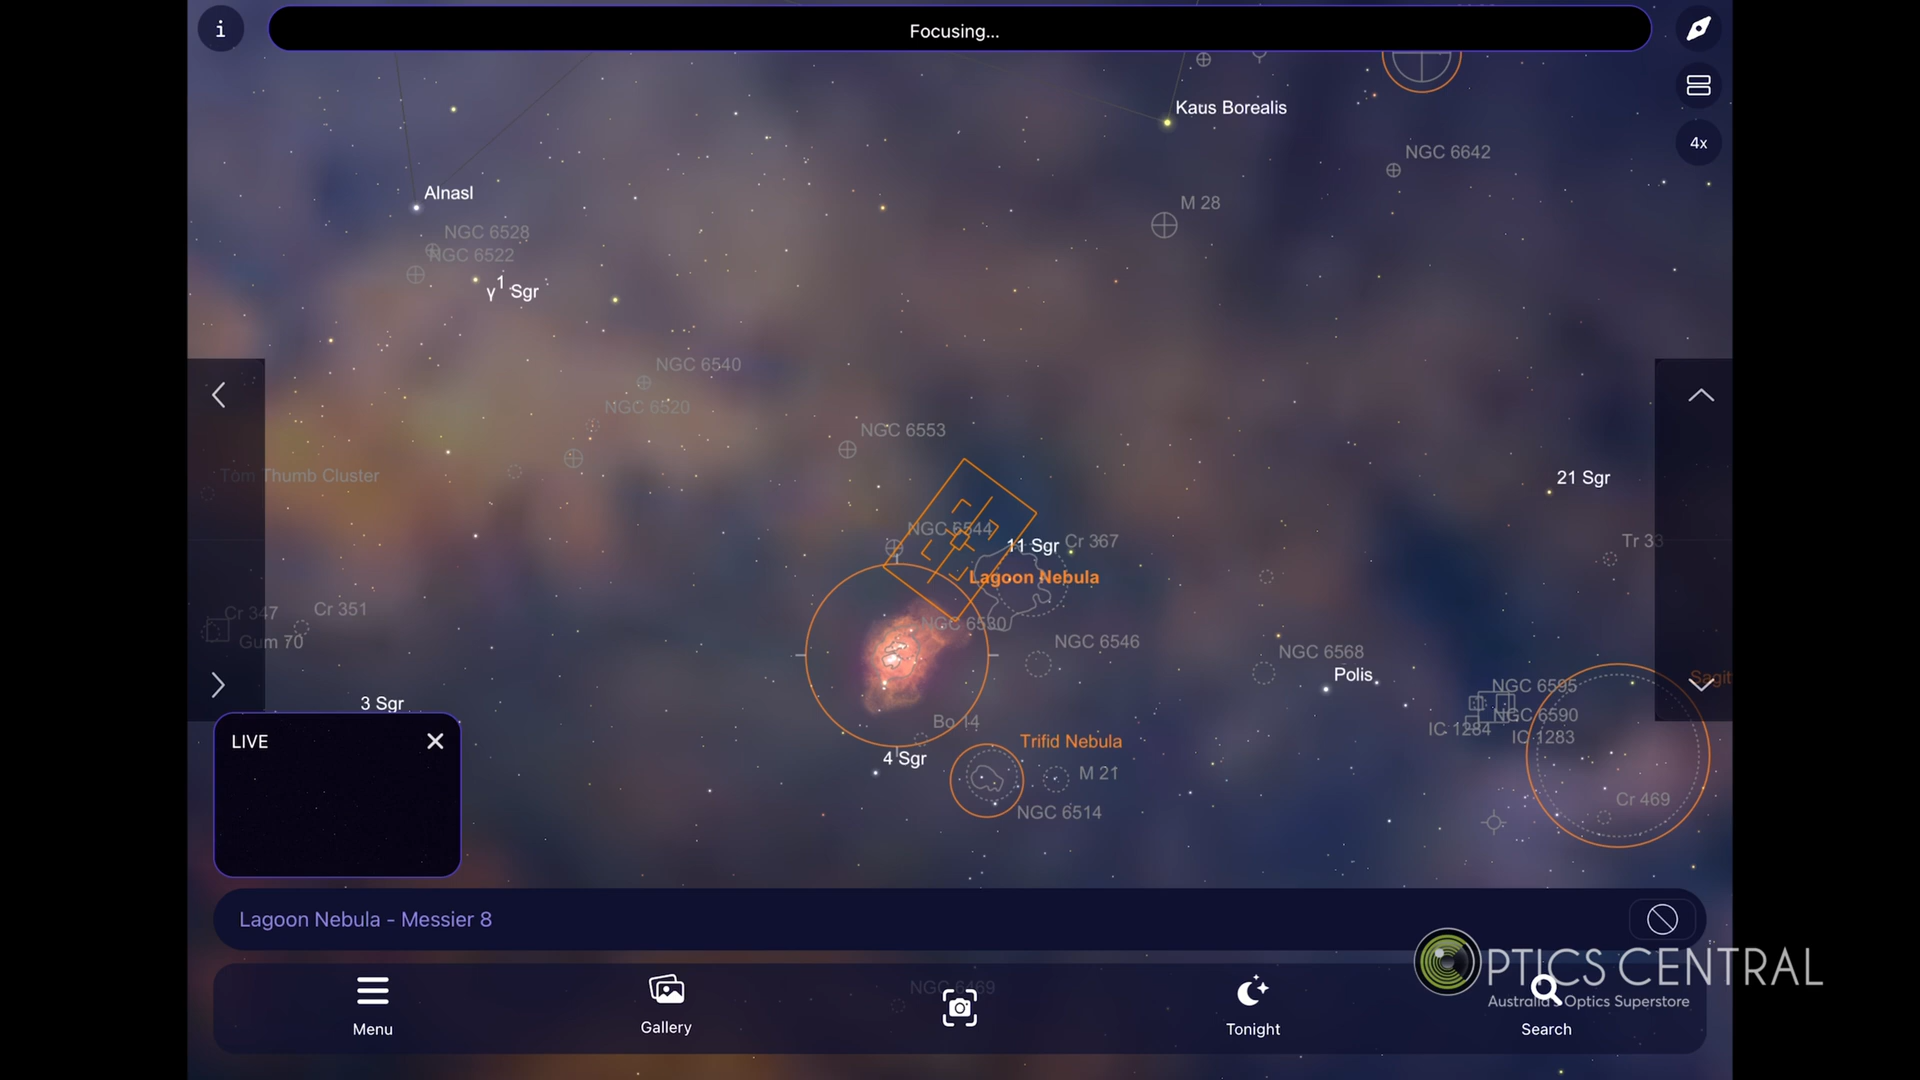 i
Focusing...
Kaus Borealis
4x
NGC 6642
Alnasl
M 28
NGC 6528
NGC 6522
γ1 Sgr
NGC 6540
NGC 6520
NGC 6553
Tom Thumb Cluster
21 Sgr
NGC 6544
11 Sgr
Cr 367
Tr 33
Lagoon Nebula
Cr 347
Cr 351
NGC 6530
Gum 70
NGC 6546
NGC 6568
Polis
3 Sgr
NGC 6595
Bo 14
NGC 6590
IC 1284
IC 1283
LIVE
Trifid Nebula
4 Sgr
M 21
Cr 469
NGC 6514
Lagoon Nebula - Messier 8
OPTICS CENTRAL
Australia's Optics Superstore
NGC 6469
Menu
Gallery
Tonight
Search